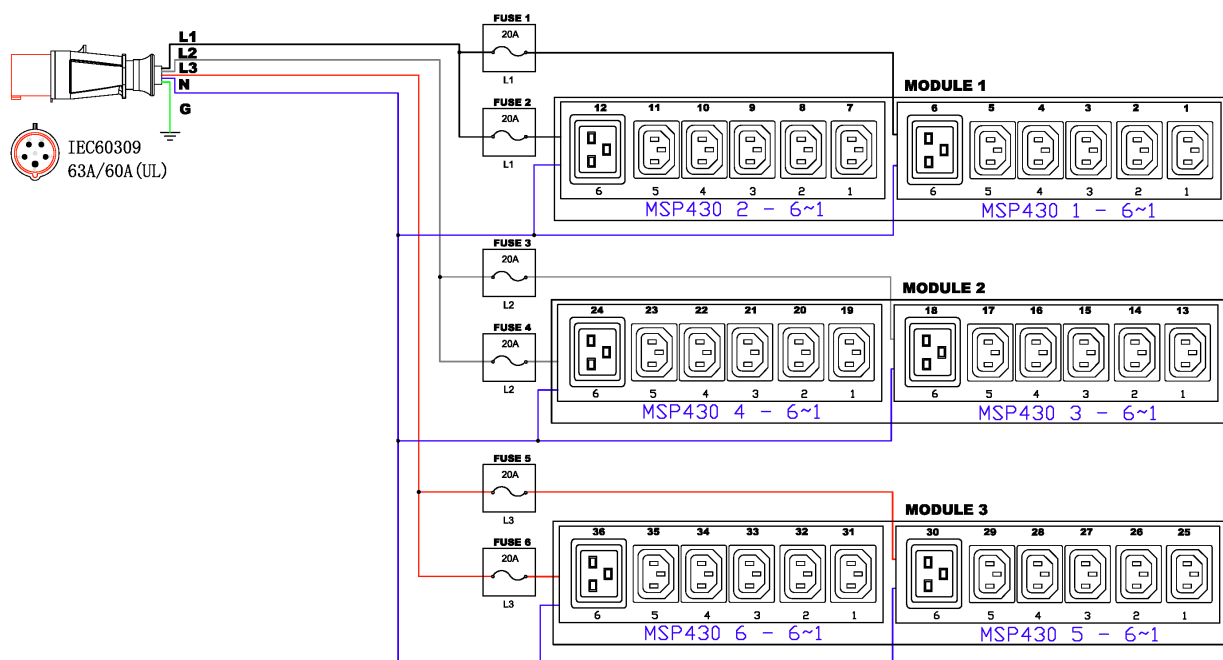 FUSE 1
20A
L1
L1
L2
L3
N
G
IEC60309
63A/60A(UL)
FUSE 2
20A
L1
MODULE 1
12 11 10 9 8 7 6 5 4 3 2 1
6 5 4 3 2 1 6 5 4 3 2 1
MSP430 2 - 6~1 MSP430 1 - 6~1
FUSE 3
20A
L2
FUSE 4
20A
L2
MODULE 2
24 23 22 21 20 19 18 17 16 15 14 13
6 5 4 3 2 1 6 5 4 3 2 1
MSP430 4 - 6~1 MSP430 3 - 6~1
FUSE 5
20A
L3
FUSE 6
20A
L3
MODULE 3
36 35 34 33 32 31 30 29 28 27 26 25
6 5 4 3 2 1 6 5 4 3 2 1
MSP430 6 - 6~1 MSP430 5 - 6~1